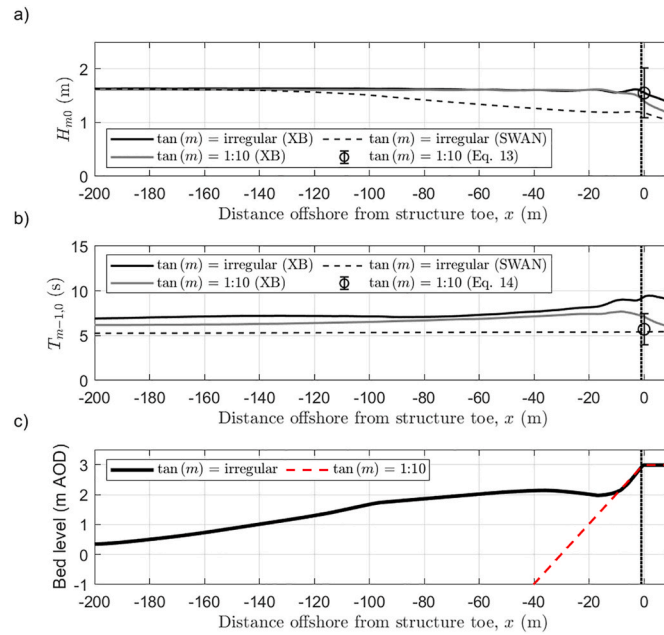 a)
2
1
0
H_{m0} (m)
tan (m) = irregular (XB)
tan (m) = irregular (SWAN)
tan (m) = 1:10 (XB)
tan (m) = 1:10 (Eq. 13)
-200 -180 -160 -140 -120 -100 -80 -60 -40 -20 0
Distance offshore from structure toe, x (m)
b)
15
10
5
0
T_{m-1,0} (s)
tan (m) = irregular (XB)
tan (m) = irregular (SWAN)
tan (m) = 1:10 (XB)
tan (m) = 1:10 (Eq. 14)
-200 -180 -160 -140 -120 -100 -80 -60 -40 -20 0
Distance offshore from structure toe, x (m)
c)
3
2
1
0
-1
Bed level (m AOD)
tan (m) = irregular
tan (m) = 1:10
-200 -180 -160 -140 -120 -100 -80 -60 -40 -20 0
Distance offshore from structure toe, x (m)